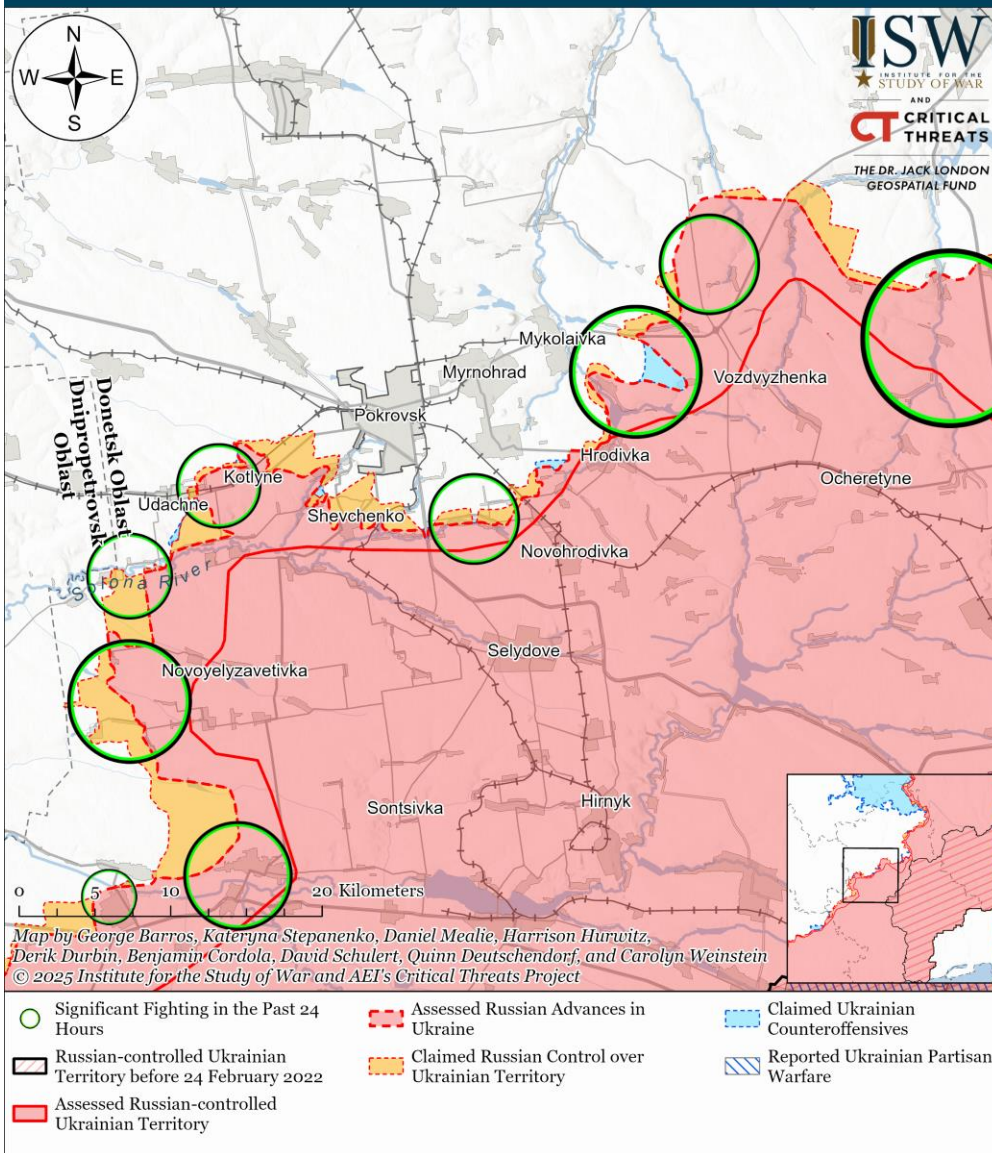 N
W
E
S
ISW
INSTITUTE FOR THE
STUDY OF WAR
AND
CT CRITICAL
THREATS
THE DR. JACK LONDON
GEOSPATIAL FUND
Mykolaivka
Myrnohrad
Vozdvyzhenka
Pokrovsk
Donetsk Oblast
Dnipropetrovsk
Oblast
Hrodivka
Kotlyne
Ocheretyne
Udachne
Shevchenko
Novohrodivka
Solona River
Selydove
Novoyelyzavetivka
Sontsivka
Hirnyk
0 5 10 20 Kilometers
Map by George Barros, Kateryna Stepanenko, Daniel Mealie, Harrison Hurwitz,
Derik Durbin, Benjamin Cordola, David Schulert, Quinn Deutschendorf, and Carolyn Weinstein
© 2025 Institute for the Study of War and AEI's Critical Threats Project
Significant Fighting in the Past 24
Hours
Russian-controlled Ukrainian
Territory before 24 February 2022
Assessed Russian-controlled
Ukrainian Territory
Assessed Russian Advances in
Ukraine
Claimed Russian Control over
Ukrainian Territory
Claimed Ukrainian
Counteroffensives
Reported Ukrainian Partisan
Warfare